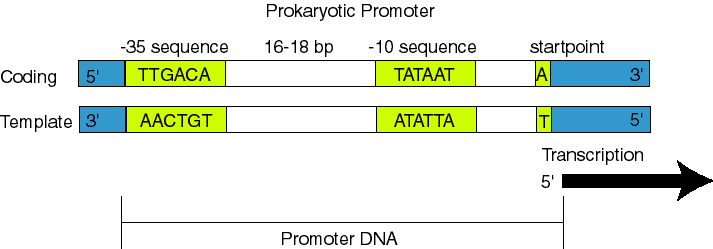 Prokaryotic Promoter
-35 sequence 16-18 bp -10 sequence startpoint
Coding 5' TTGACA TATAAT A 3'
Template 3' AACTGT ATATTA T 5'
Transcription
5'
Promoter DNA